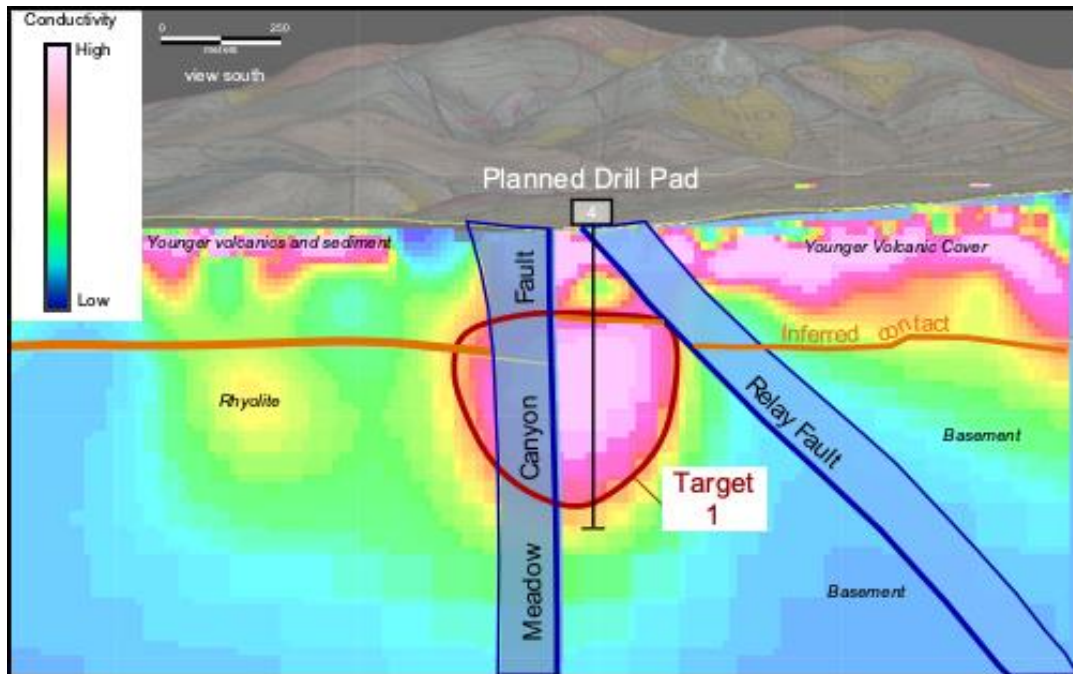 Conductivity
High
Low
0 250
metres
view south
Planned Drill Pad
4
Younger volcanics and sediment
Younger Volcanic Cover
Meadow Canyon Fault
Inferred contact
Rhyolite
Relay Fault
Basement
Target
1
Basement